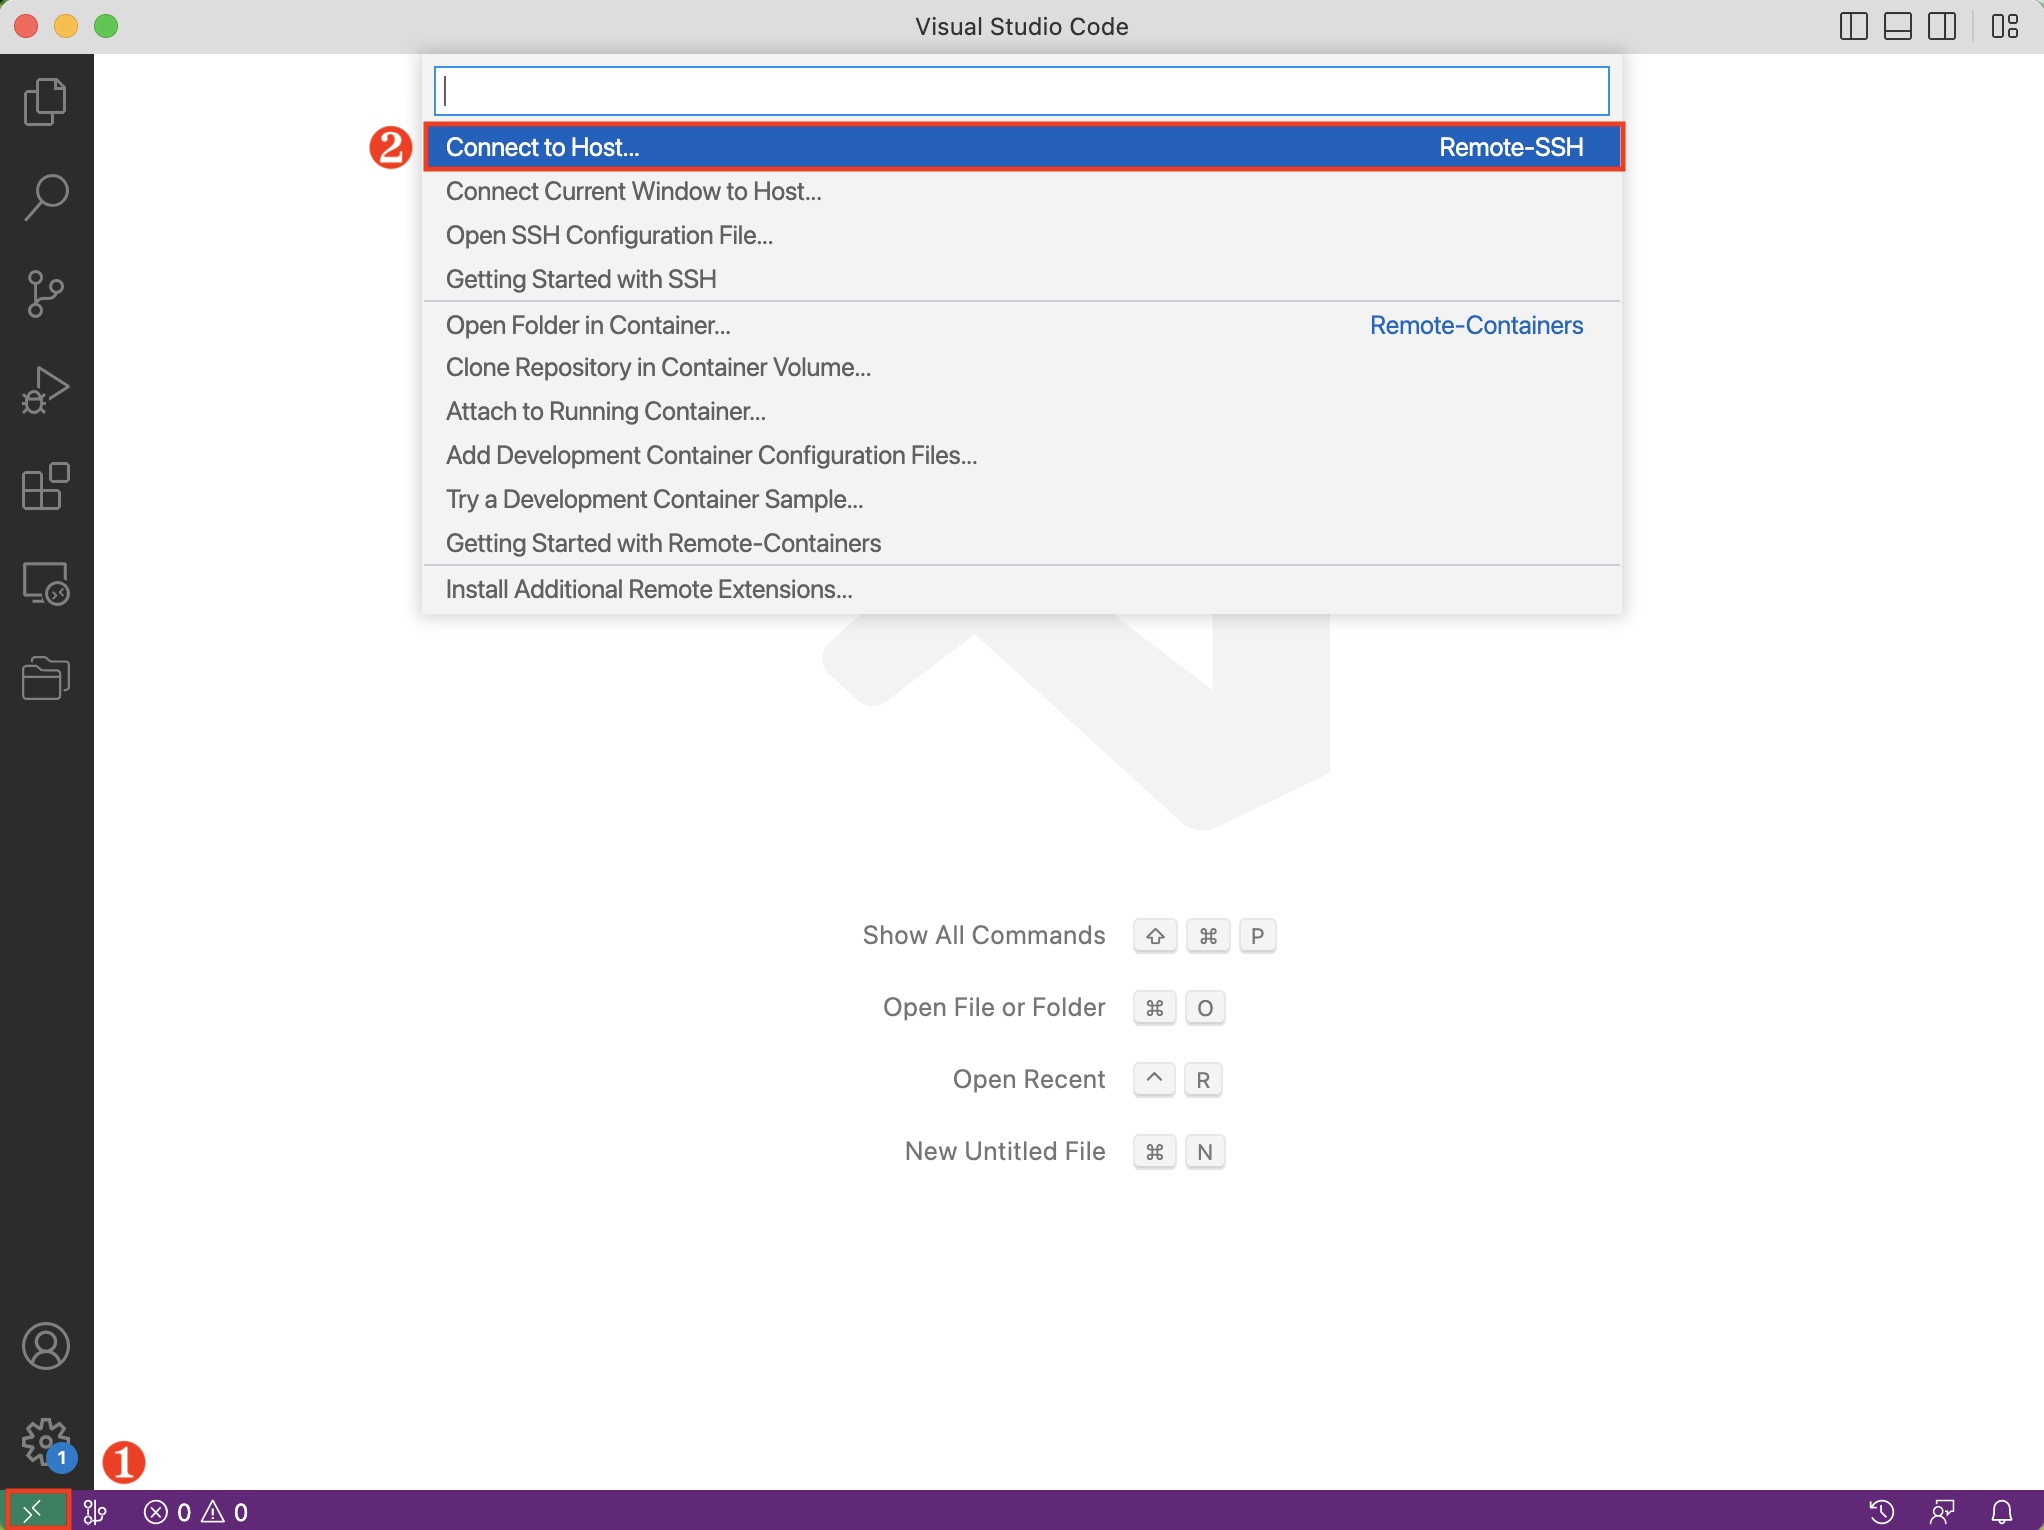 Visual Studio Code
2 Connect to Host... Remote-SSH
Connect Current Window to Host...
Open SSH Configuration File...
Getting Started with SSH
Open Folder in Container... Remote-Containers
Clone Repository in Container Volume...
Attach to Running Container...
Add Development Container Configuration Files...
Try a Development Container Sample...
Getting Started with Remote-Containers
Install Additional Remote Extensions...
Show All Commands ⇧ ⌘ P
Open File or Folder ⌘ O
Open Recent ^ R
New Untitled File ⌘ N
1
1
0 0